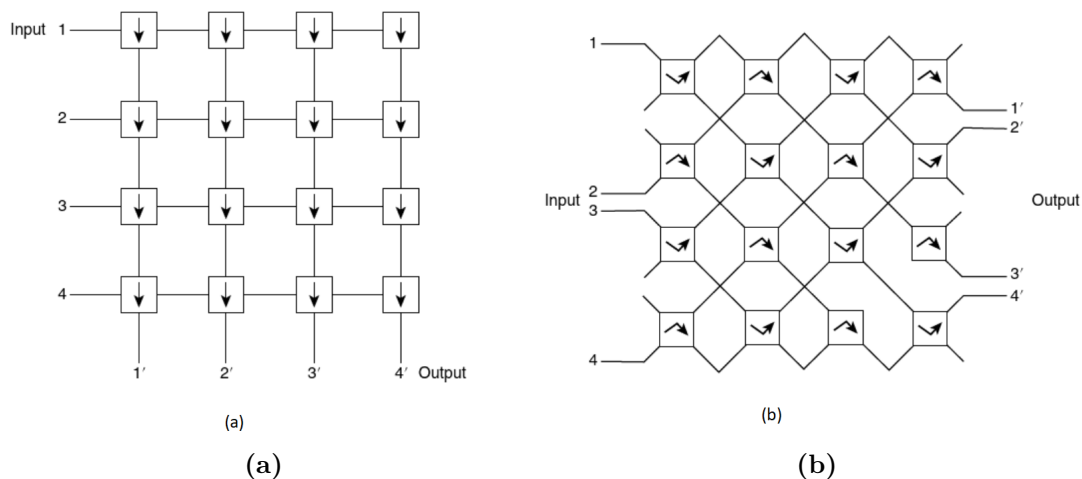 Input 1
2
3
4
1′ 2′ 3′ 4′ Output
(a)
(a)
1
1′
2′
Input 2 Output
3
3′
4′
4
(b)
(b)